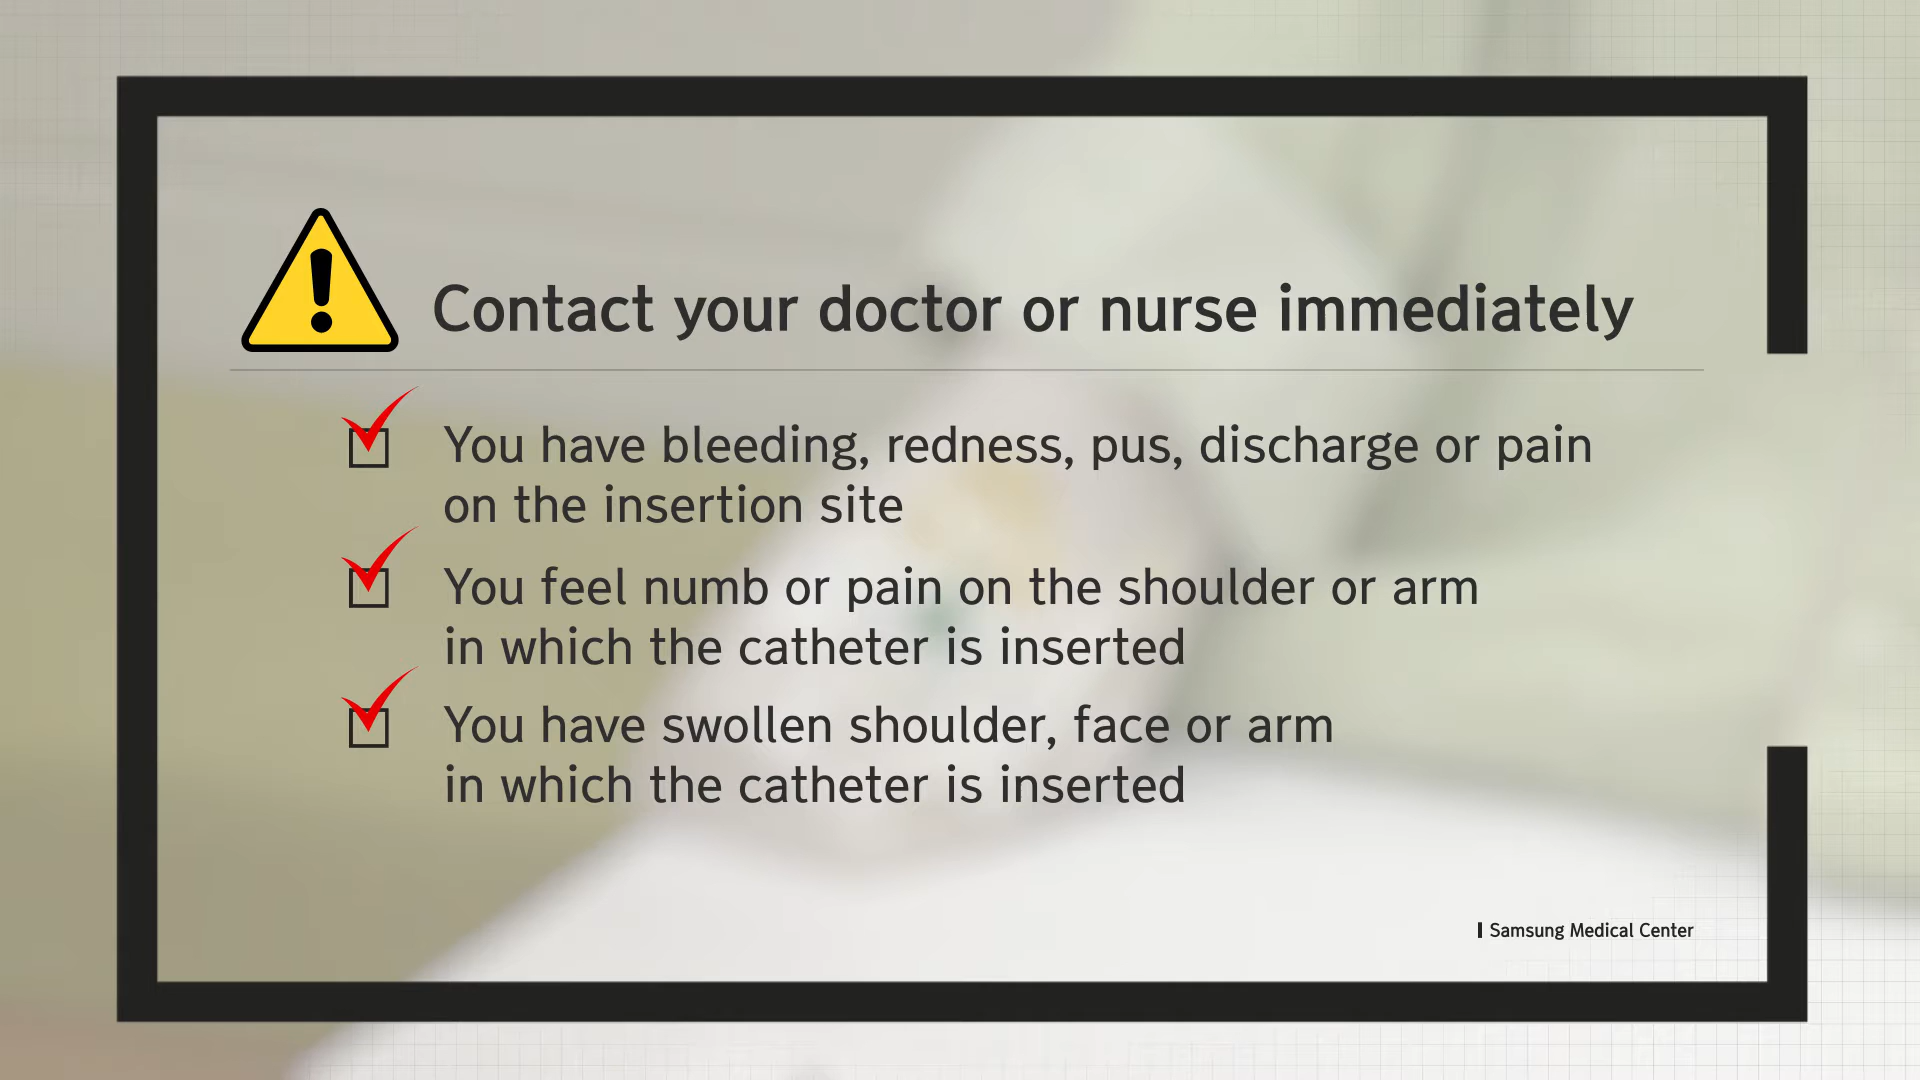 Contact your doctor or nurse immediately
You have bleeding, redness, pus, discharge or pain
on the insertion site
You feel numb or pain on the shoulder or arm
in which the catheter is inserted
You have swollen shoulder, face or arm
in which the catheter is inserted
Samsung Medical Center